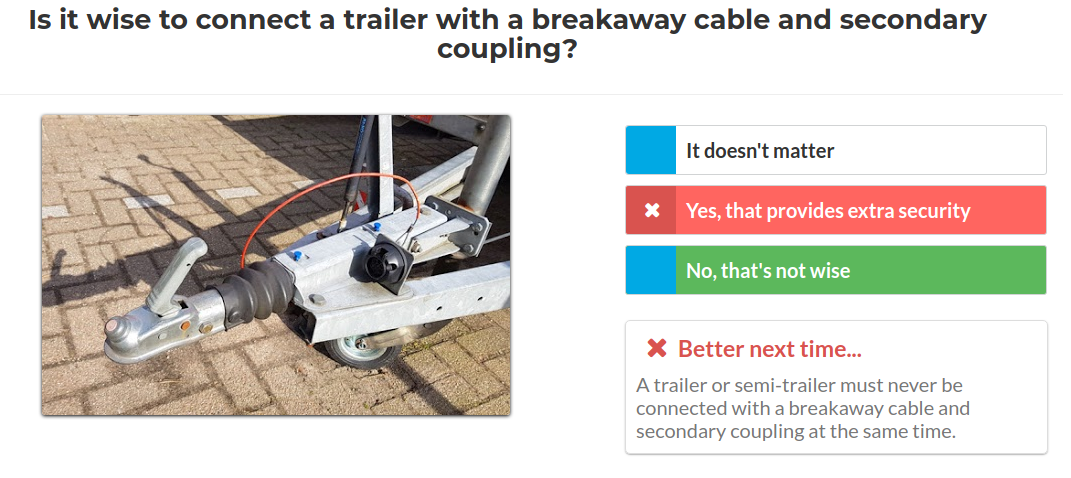 Is it wise to connect a trailer with a breakaway cable and secondary
coupling?
It doesn't matter
Yes, that provides extra security
No, that's not wise
Better next time...
A trailer or semi-trailer must never be
connected with a breakaway cable and
secondary coupling at the same time.